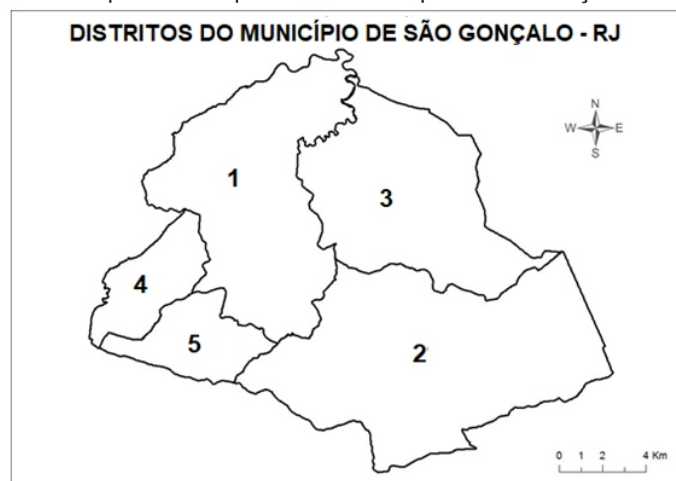 DISTRITOS DO MUNICÍPIO DE SÃO GONÇALO - RJ
N
W E
S
1
3
4
5
2
0 1 2 4 Km